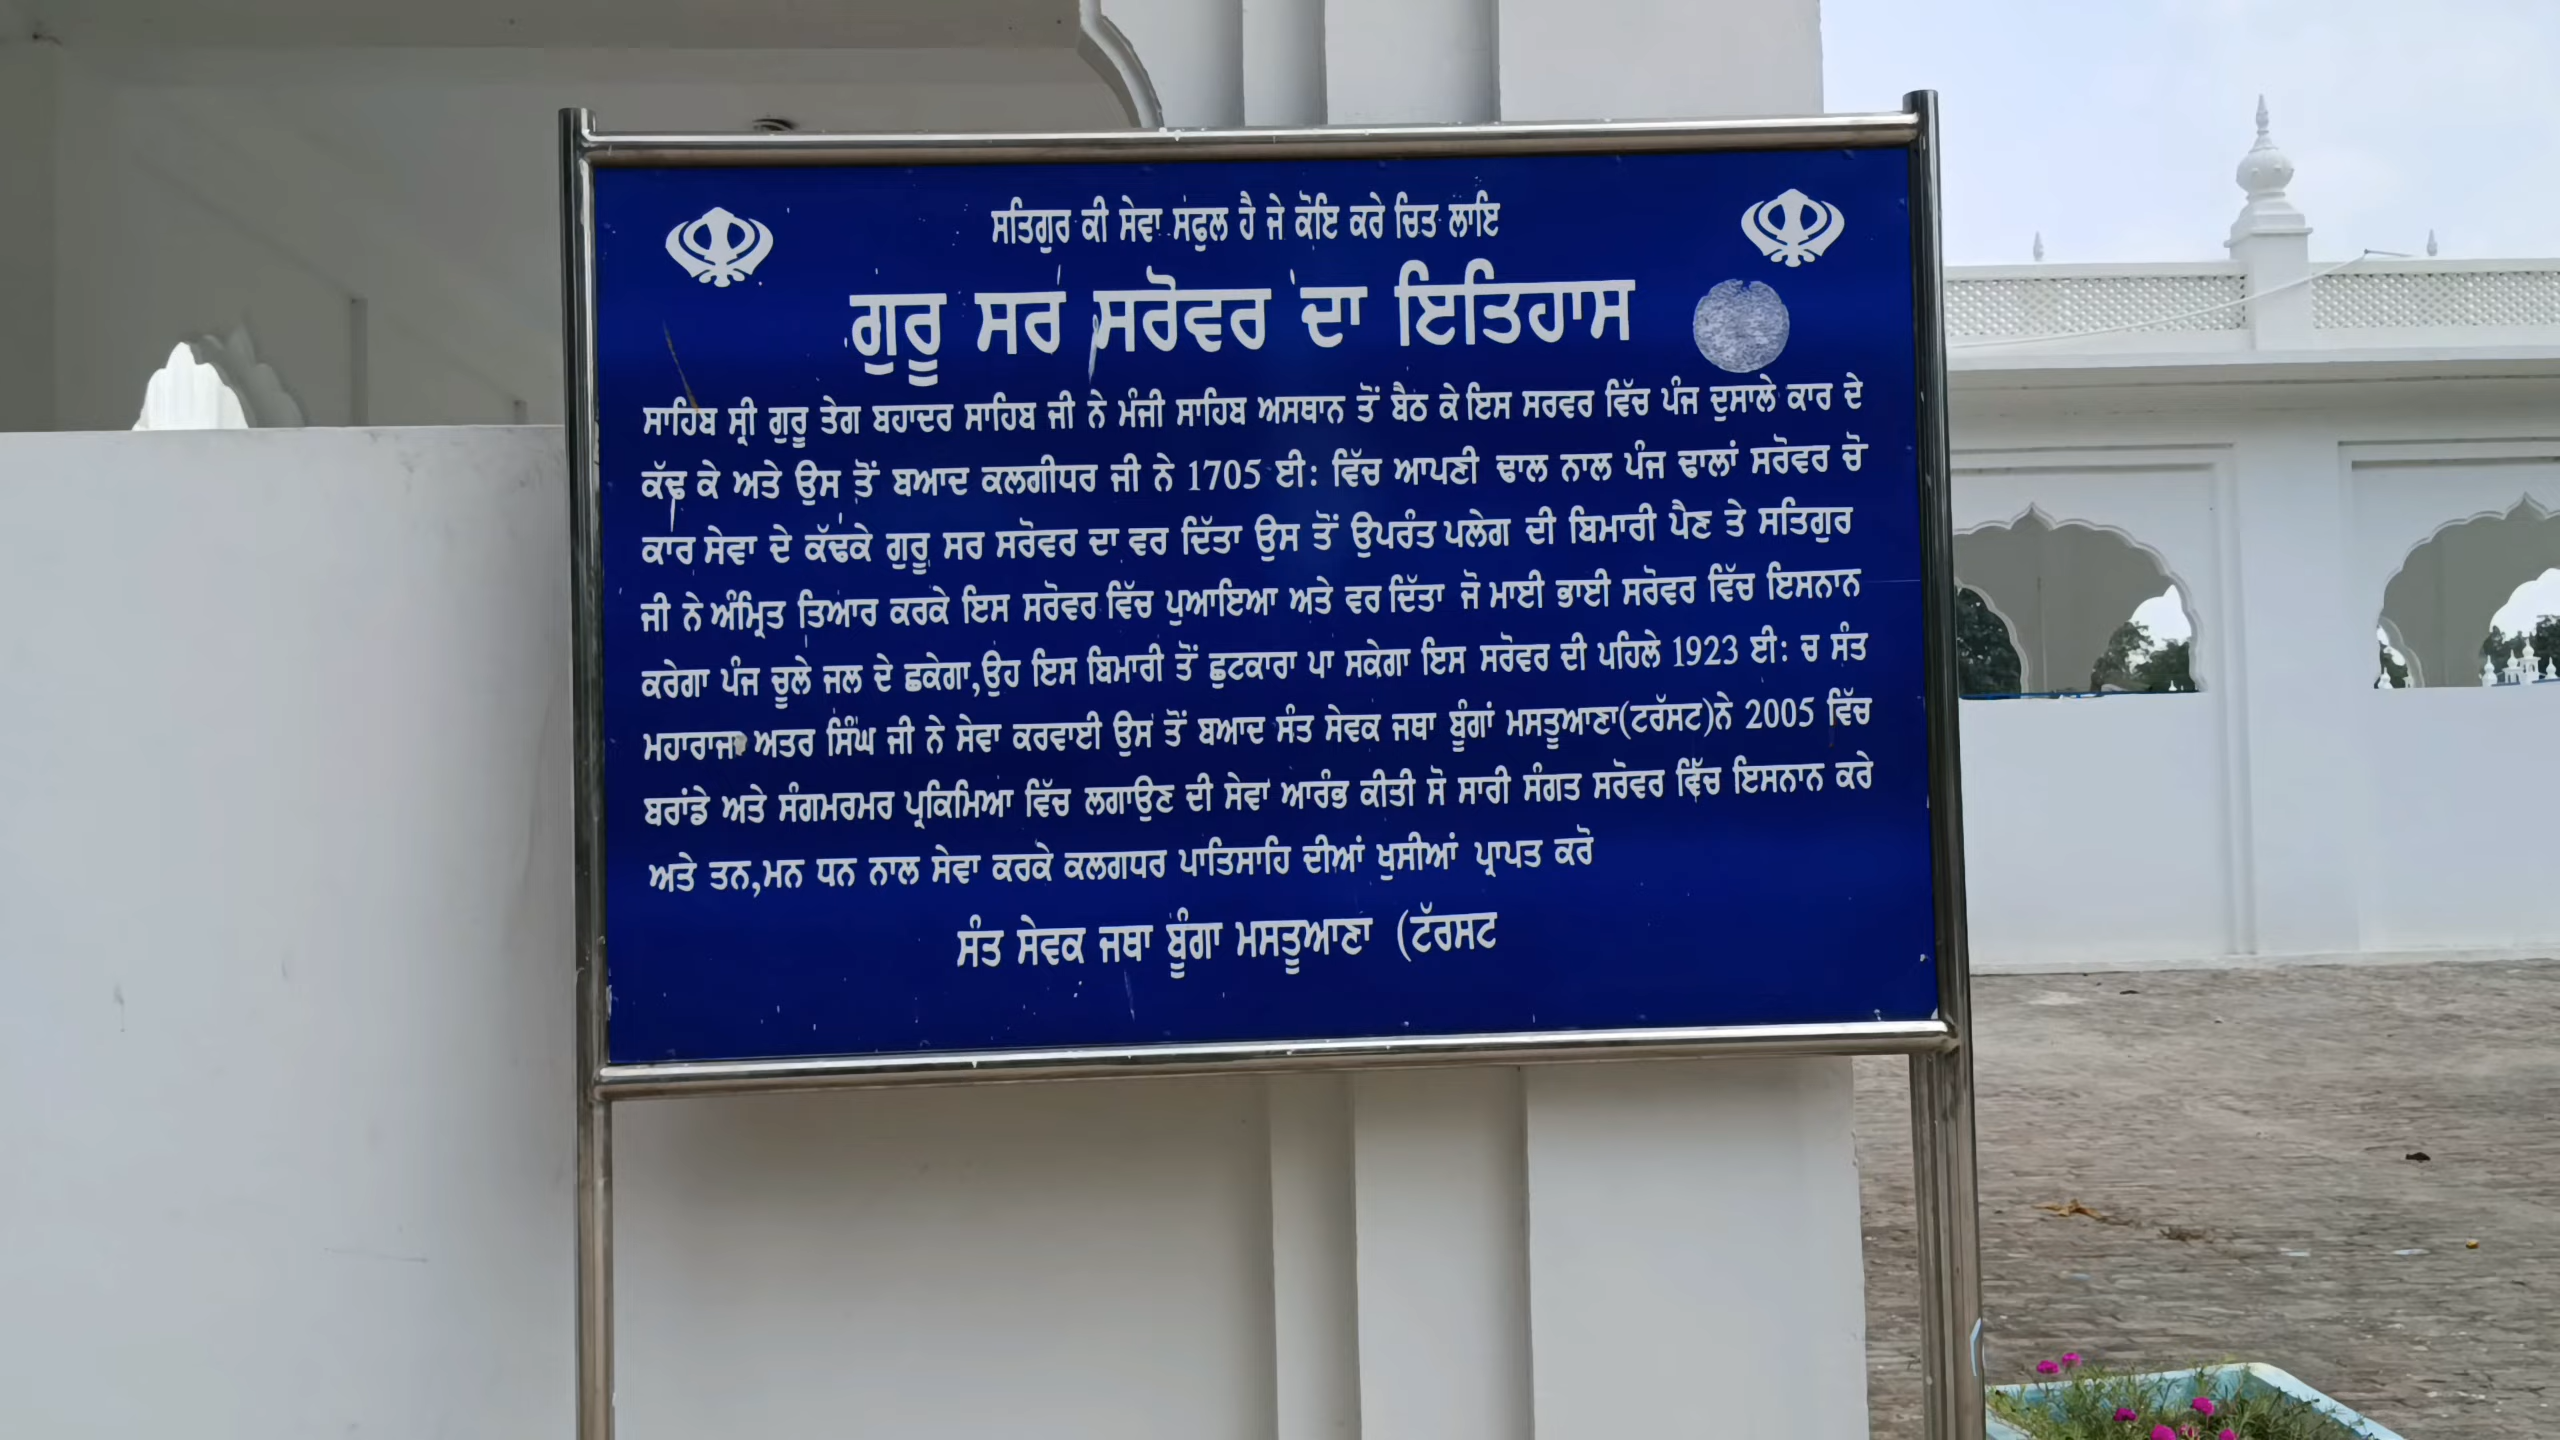 ਸਤਿਗੁਰ ਕੀ ਸੇਵਾ ਸਫੁਲ ਹੈ ਜੇ ਕੋਇ ਕਰੇ ਚਿਤ ਲਾਇ
ਗੁਰੂ ਸਰ ਸਰੋਵਰ ਦਾ ਇਤਿਹਾਸ
ਸਾਹਿਬ ਸ੍ਰੀ ਗੁਰੂ ਤੇਗ ਬਹਾਦਰ ਸਾਹਿਬ ਜੀ ਨੇ ਮੰਜੀ ਸਾਹਿਬ ਅਸਥਾਨ ਤੋਂ ਬੈਠ ਕੇ ਇਸ ਸਰਵਰ ਵਿੱਚ ਪੰਜ ਦੁਸਾਲੇ ਕਾਰ ਦੇ
ਕੱਢ ਕੇ ਅਤੇ ਉਸ ਤੋਂ ਬਆਦ ਕਲਗੀਧਰ ਜੀ ਨੇ 1705 ਈ: ਵਿੱਚ ਆਪਣੀ ਢਾਲ ਨਾਲ ਪੰਜ ਢਾਲਾਂ ਸਰੋਵਰ ਚੋ
ਕਾਰ ਸੇਵਾ ਦੇ ਕੱਢਕੇ ਗੁਰੂ ਸਰ ਸਰੋਵਰ ਦਾ ਵਰ ਦਿੱਤਾ ਉਸ ਤੋਂ ਉਪਰੰਤ ਪਲੇਗ ਦੀ ਬਿਮਾਰੀ ਪੈਣ ਤੇ ਸਤਿਗੁਰ
ਜੀ ਨੇ ਅੰਮ੍ਰਿਤ ਤਿਆਰ ਕਰਕੇ ਇਸ ਸਰੋਵਰ ਵਿੱਚ ਪੁਆਇਆ ਅਤੇ ਵਰ ਦਿੱਤਾ ਜੋ ਮਾਈ ਭਾਈ ਸਰੋਵਰ ਵਿੱਚ ਇਸਨਾਨ
ਕਰੇਗਾ ਪੰਜ ਚੂਲੇ ਜਲ ਦੇ ਛਕੇਗਾ,ਉਹ ਇਸ ਬਿਮਾਰੀ ਤੋਂ ਛੁਟਕਾਰਾ ਪਾ ਸਕੇਗਾ ਇਸ ਸਰੋਵਰ ਦੀ ਪਹਿਲੇ 1923 ਈ: ਚ ਸੰਤ
ਮਹਾਰਾਜਾ ਅਤਰ ਸਿੰਘ ਜੀ ਨੇ ਸੇਵਾ ਕਰਵਾਈ ਉਸ ਤੋਂ ਬਆਦ ਸੰਤ ਸੇਵਕ ਜਥਾ ਬੂੰਗਾਂ ਮਸਤੂਆਣਾ(ਟਰੱਸਟ)ਨੇ 2005 ਵਿੱਚ
ਬਰਾਂਡੇ ਅਤੇ ਸੰਗਮਰਮਰ ਪ੍ਰਕਿਮਿਆ ਵਿੱਚ ਲਗਾਉਣ ਦੀ ਸੇਵਾ ਆਰੰਭ ਕੀਤੀ ਸੋ ਸਾਰੀ ਸੰਗਤ ਸਰੋਵਰ ਵਿੱਚ ਇਸਨਾਨ ਕਰੇ
ਅਤੇ ਤਨ,ਮਨ ਧਨ ਨਾਲ ਸੇਵਾ ਕਰਕੇ ਕਲਗਧਰ ਪਾਤਿਸਾਹਿ ਦੀਆਂ ਖੁਸੀਆਂ ਪ੍ਰਾਪਤ ਕਰੋ
ਸੰਤ ਸੇਵਕ ਜਥਾ ਬੂੰਗਾ ਮਸਤੂਆਣਾ (ਟੱਰਸਟ